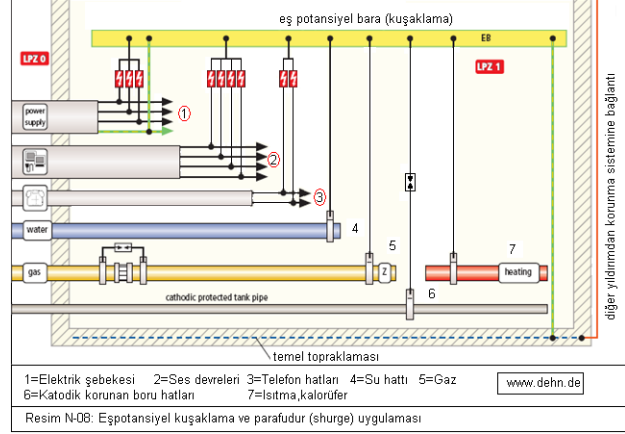 eş potansiyel bara (kuşaklama)
EB
LPZ 0
LPZ 1
power
supply
1
2
3
water
4
5
7
gas
Z
heating
6
cathodic protected tank pipe
diğer yıldırımdan korunma sistemine bağlantı
temel topraklaması
1=Elektrik şebekesi 2=Ses devreleri 3=Telefon hatları 4=Su hattı 5=Gaz
6=Katodik korunan boru hatları 7=Isıtma,kalorüfer
www.dehn.de
Resim N-08: Eşpotansiyel kuşaklama ve parafudur (shurge) uygulaması